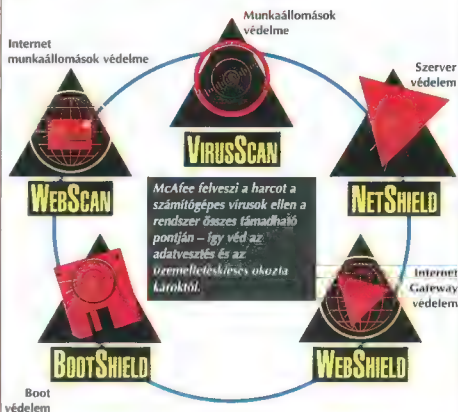 Munkaállomások
védelme
Internet
munkaállomások védelme
Szerver
védelem
VIRUSSCAN
WEBSCAN
NETSHIELD
McAfee felveszi a harcot a
számítógépes vírusok ellen a
rendszer összes támadható
pontján – így véd az
adatvesztés és az
üzemelteséskiesés okozta
károktól.
Internet
Gateway
védelem
BOOTSHIELD
WEBSHIELD
Boot
védelem